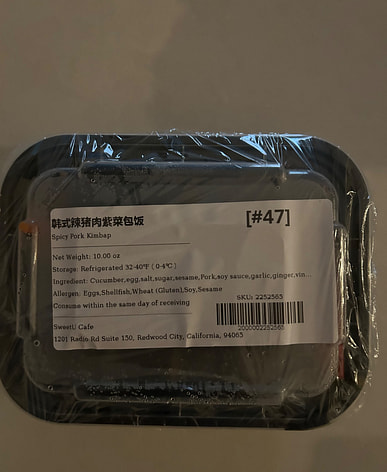 韩式辣猪肉紫菜包饭
[#47]
Spicy Pork Kimbap
Net Weight: 10.00 oz
Storage: Refrigerated 32-40°F ( 0-4℃ )
Ingredient: Cucumber,egg,salt,sugar,sesame,Pork,soy sauce,garlic,ginger,vin...
Allergen: Eggs,Shellfish,Wheat (Gluten),Soy,Sesame
Consume within the same day of receiving
SKU: 2252565
2000002252565
SweetU Cafe
1201 Radio Rd Suite 150, Redwood City, California, 94065